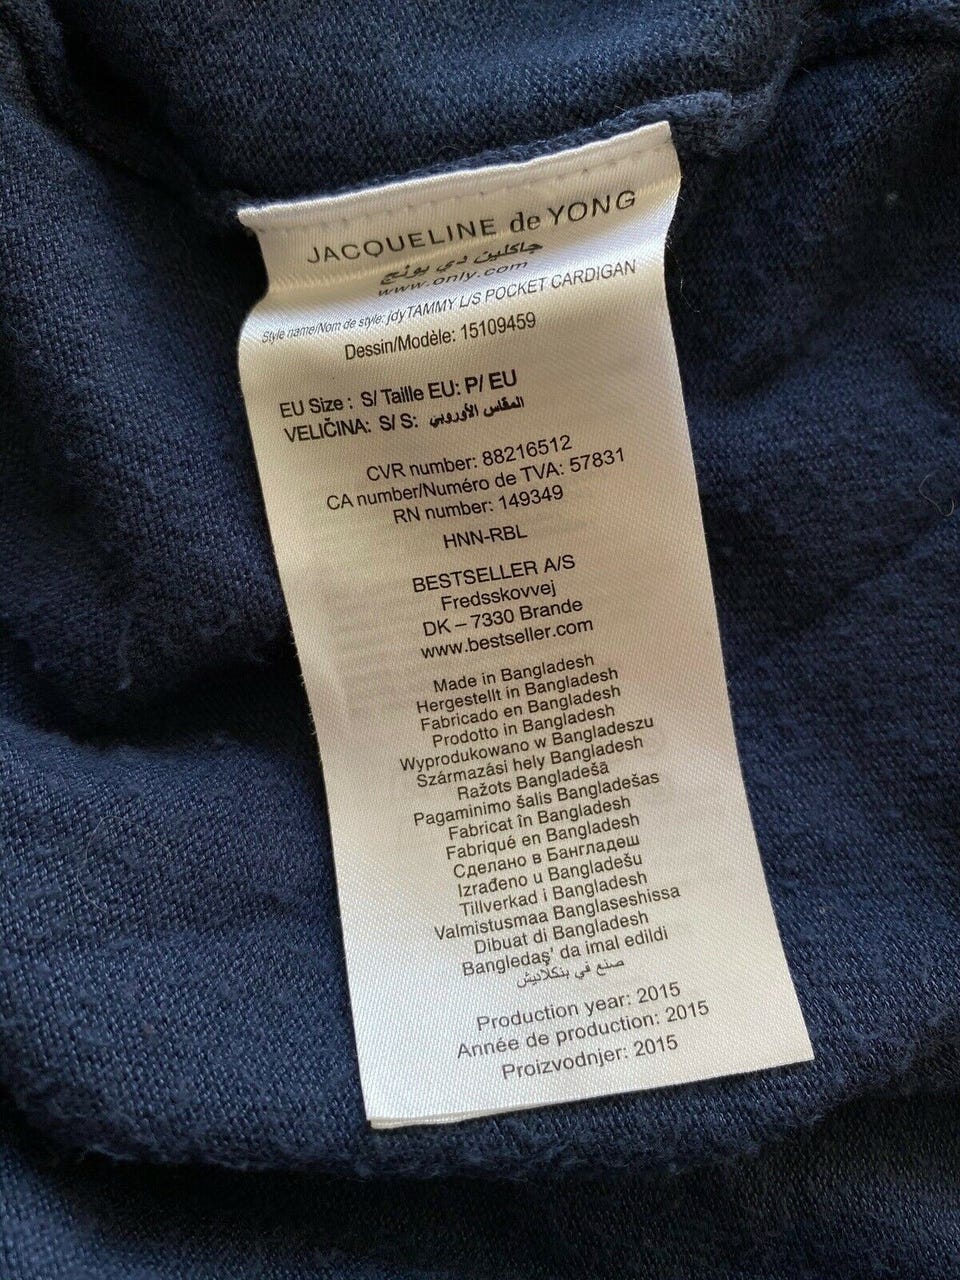 JACQUELINE de YONG
جاكلين دي يونج
www.only.com
Style name/Nom de style: jdyTAMMY L/S POCKET CARDIGAN
Dessin/Modèle: 15109459
EU Size : S/ Taille EU: P/ EU
VELIČINA: S/ S: المقاس الأوروبي
CVR number: 88216512
CA number/Numéro de TVA: 57831
RN number: 149349
HNN-RBL
BESTSELLER A/S
Fredsskovvej
DK – 7330 Brande
www.bestseller.com
Made in Bangladesh
Hergestellt in Bangladesh
Fabricado en Bangladesh
Prodotto in Bangladesh
Wyprodukowano w Bangladeszu
Származási hely Bangladesh
Ražots Bangladešā
Pagaminimo šalis Bangladešas
Fabricat în Bangladesh
Fabriqué en Bangladesh
Сделано в Бангладеш
Izrađeno u Bangladešu
Tillverkad i Bangladesh
Valmistusmaa Banglaseshissa
Dibuat di Bangladesh
Bangledaş' da imal edildi
صنع في بنكلاديش
Production year: 2015
Année de production: 2015
Proizvodnjer: 2015